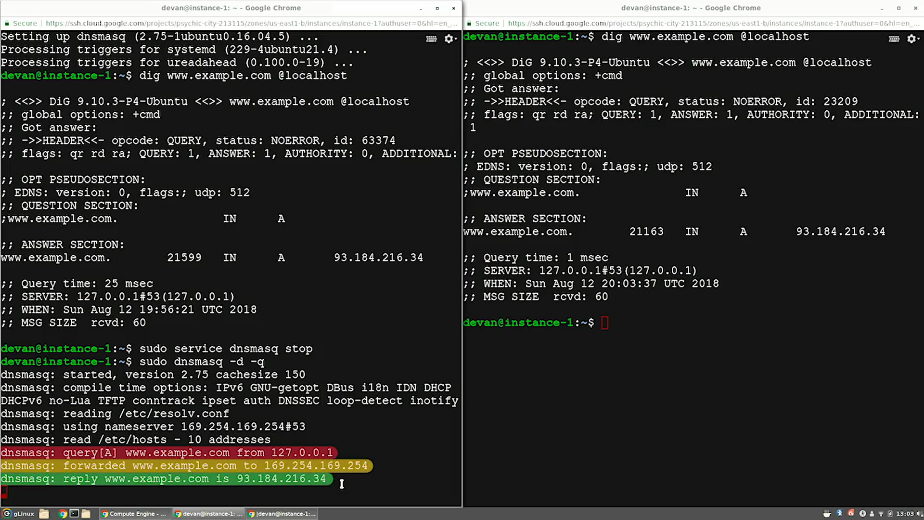 devan@instance-1: ~ - Google Chrome
Secure https://ssh.cloud.google.com/projects/psychic-city-213115/zones/us-east1-b/instances/instance-1?authuser=0&hl=en_
Setting up dnsmasq (2.75-1ubuntu0.16.04.5) ...
Processing triggers for systemd (229-4ubuntu21.4) ...
Processing triggers for ureadahead (0.100.0-19) ...
devan@instance-1:~$ dig www.example.com @localhost
; <<>> DiG 9.10.3-P4-Ubuntu <<>> www.example.com @localhost
;; global options: +cmd
;; Got answer:
;; ->>HEADER<<- opcode: QUERY, status: NOERROR, id: 63374
;; flags: qr rd ra; QUERY: 1, ANSWER: 1, AUTHORITY: 0, ADDITIONAL:
;; OPT PSEUDOSECTION:
; EDNS: version: 0, flags:; udp: 512
;; QUESTION SECTION:
;www.example.com. IN A
;; ANSWER SECTION:
www.example.com. 21599 IN A 93.184.216.34
;; Query time: 25 msec
;; SERVER: 127.0.0.1#53(127.0.0.1)
;; WHEN: Sun Aug 12 19:56:21 UTC 2018
;; MSG SIZE rcvd: 60
devan@instance-1:~$ sudo service dnsmasq stop
devan@instance-1:~$ sudo dnsmasq -d -q
dnsmasq: started, version 2.75 cachesize 150
dnsmasq: compile time options: IPv6 GNU-getopt DBus i18n IDN DHCP
DHCPv6 no-Lua TFTP conntrack ipset auth DNSSEC loop-detect inotify
dnsmasq: reading /etc/resolv.conf
dnsmasq: using nameserver 169.254.169.254#53
dnsmasq: read /etc/hosts - 10 addresses
dnsmasq: query[A] www.example.com from 127.0.0.1
dnsmasq: forwarded www.example.com to 169.254.169.254
dnsmasq: reply www.example.com is 93.184.216.34
devan@instance-1: ~ - Google Chrome
Secure https://ssh.cloud.google.com/projects/psychic-city-213115/zones/us-east1-b/instances/instance-1?authuser=0&hl=en_
devan@instance-1:~$ dig www.example.com @localhost
; <<>> DiG 9.10.3-P4-Ubuntu <<>> www.example.com @localhost
;; global options: +cmd
;; Got answer:
;; ->>HEADER<<- opcode: QUERY, status: NOERROR, id: 23209
;; flags: qr rd ra; QUERY: 1, ANSWER: 1, AUTHORITY: 0, ADDITIONAL:
1
;; OPT PSEUDOSECTION:
; EDNS: version: 0, flags:; udp: 512
;; QUESTION SECTION:
;www.example.com. IN A
;; ANSWER SECTION:
www.example.com. 21163 IN A 93.184.216.34
;; Query time: 1 msec
;; SERVER: 127.0.0.1#53(127.0.0.1)
;; WHEN: Sun Aug 12 20:03:37 UTC 2018
;; MSG SIZE rcvd: 60
devan@instance-1:~$
gLinux Compute Engine - ... devan@instance-1: ... devan@instance-1: ... 13:03